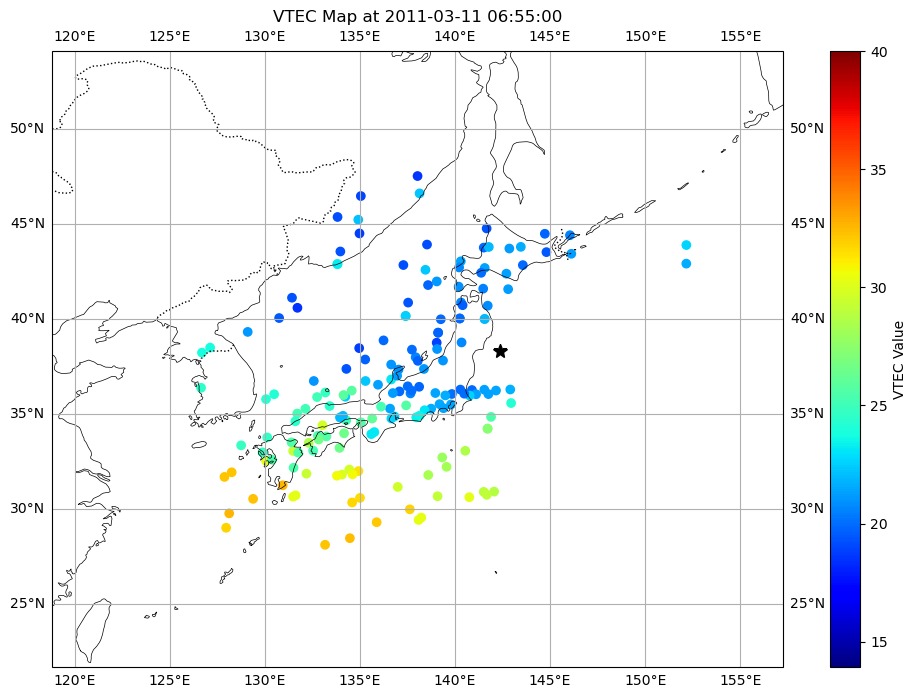 VTEC Map at 2011-03-11 06:55:00
120°E 125°E 130°E 135°E 140°E 145°E 150°E 155°E
40
50°N 50°N
35
45°N 45°N
30
40°N 40°N
VTEC Value
25
35°N 35°N
20
30°N 30°N
25°N 25°N
15
120°E 125°E 130°E 135°E 140°E 145°E 150°E 155°E